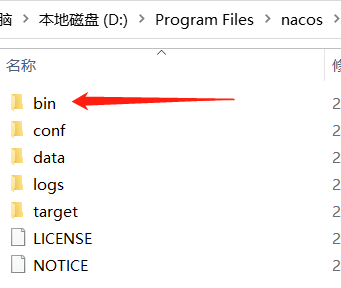 脑 › 本地磁盘 (D:) › Program Files › nacos
名称
修
bin
2
conf
2
data
2
logs
2
target
2
LICENSE
2
NOTICE
2